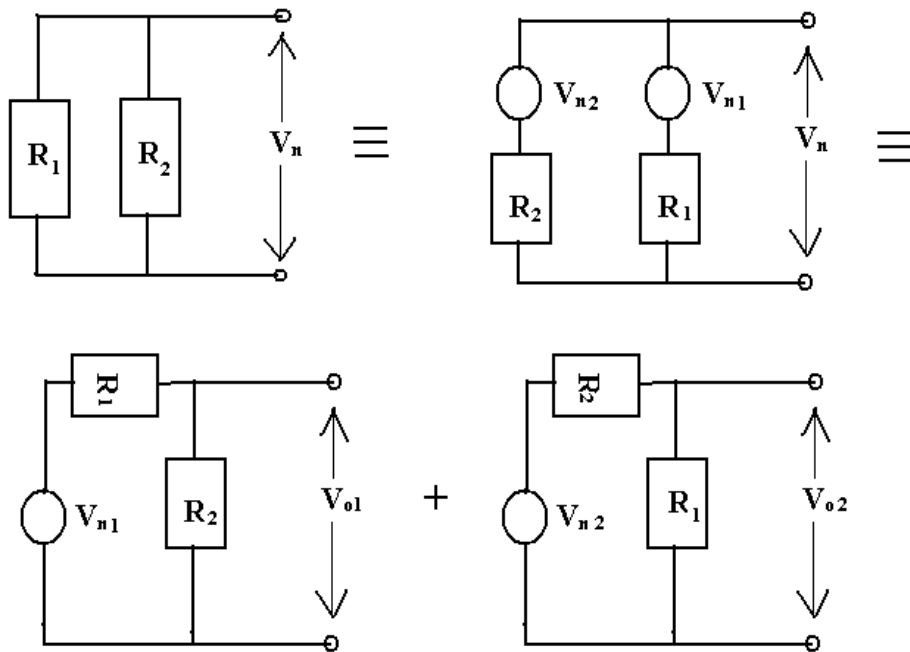 R₁
R₂
Vₙ
≡
Vₙ₂
Vₙ₁
R₂
R₁
Vₙ
≡
R₁
Vₙ₁
R₂
Vₒ₁
+
R₂
Vₙ₂
R₁
Vₒ₂